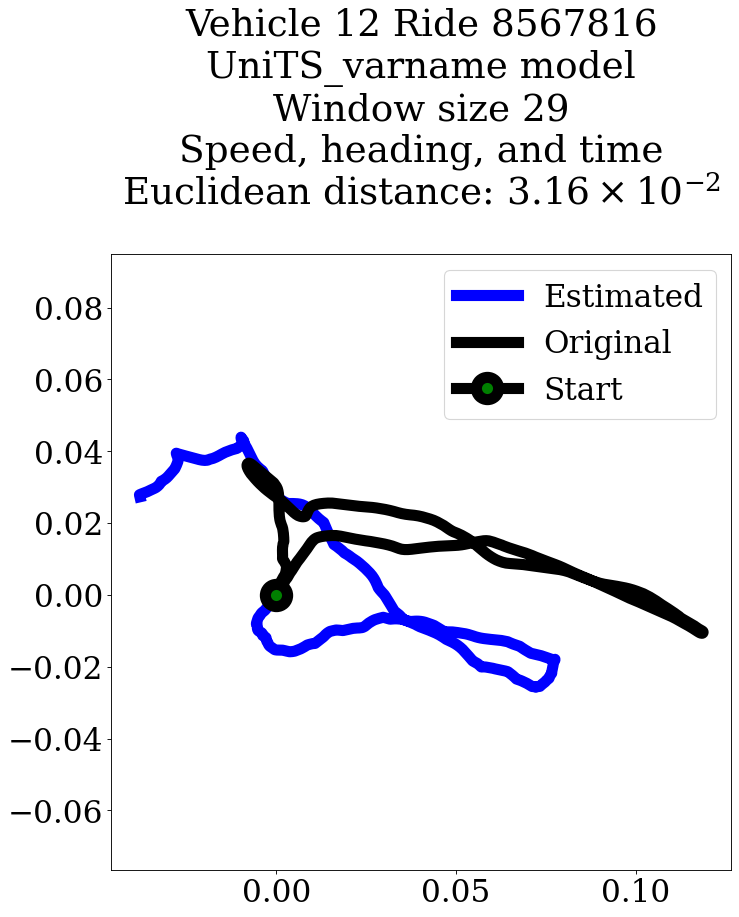 Vehicle 12 Ride 8567816
UniTS_varname model
Window size 29
Speed, heading, and time
Euclidean distance: 3.16 × 10⁻²
Estimated
Original
Start
0.08
0.06
0.04
0.02
0.00
−0.02
−0.04
−0.06
0.00 0.05 0.10